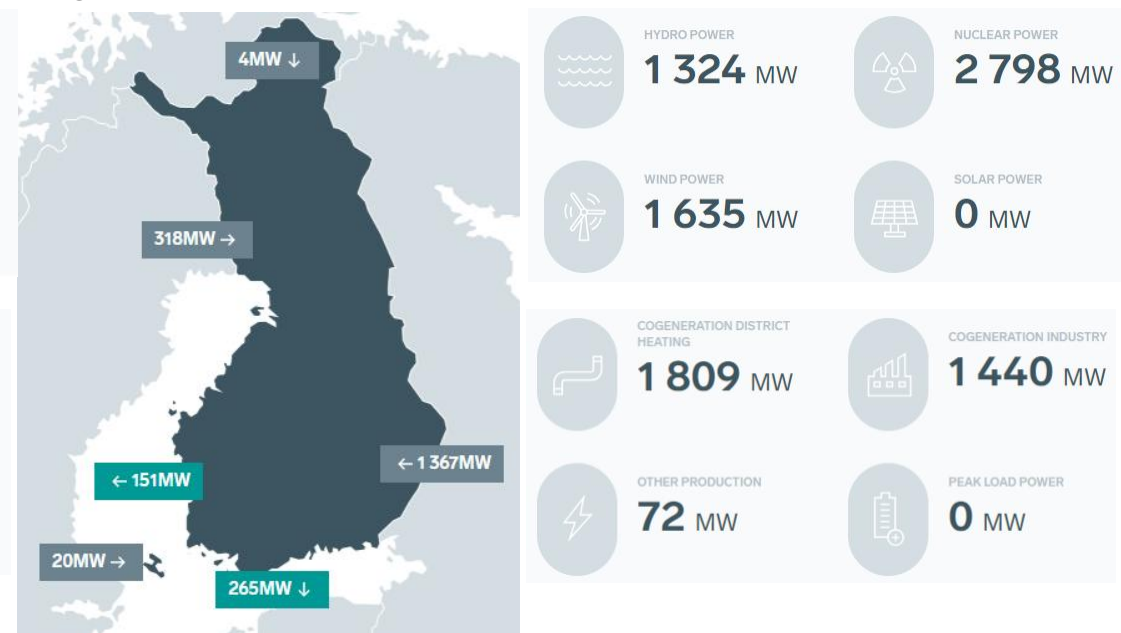 4MW ↓
318MW →
← 1 367MW
← 151MW
20MW →
265MW ↓
HYDRO POWER
1 324 MW
NUCLEAR POWER
2 798 MW
WIND POWER
1 635 MW
SOLAR POWER
0 MW
COGENERATION DISTRICT
HEATING
1 809 MW
COGENERATION INDUSTRY
1 440 MW
OTHER PRODUCTION
72 MW
PEAK LOAD POWER
0 MW